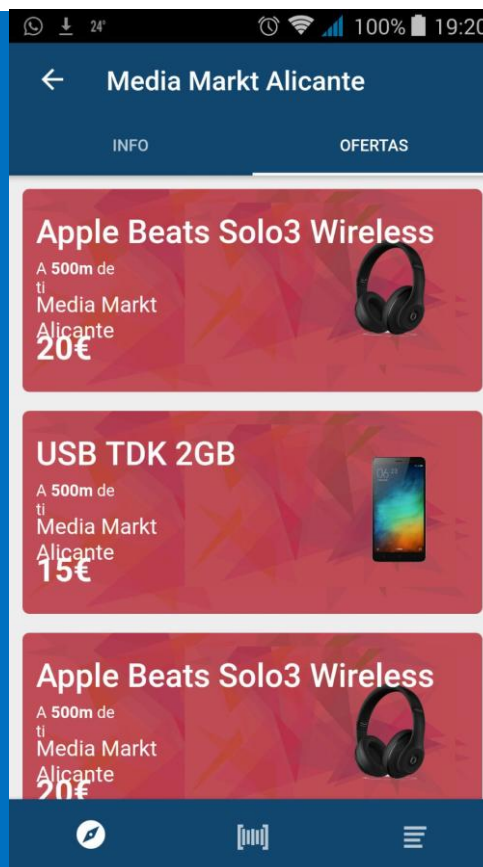 24°
100%
19:20
Media Markt Alicante
INFO
OFERTAS
Apple Beats Solo3 Wireless
A 500m de
ti
Media Markt
Alicante
20€
USB TDK 2GB
A 500m de
ti
Media Markt
Alicante
15€
Apple Beats Solo3 Wireless
A 500m de
ti
Media Markt
Alicante
20€